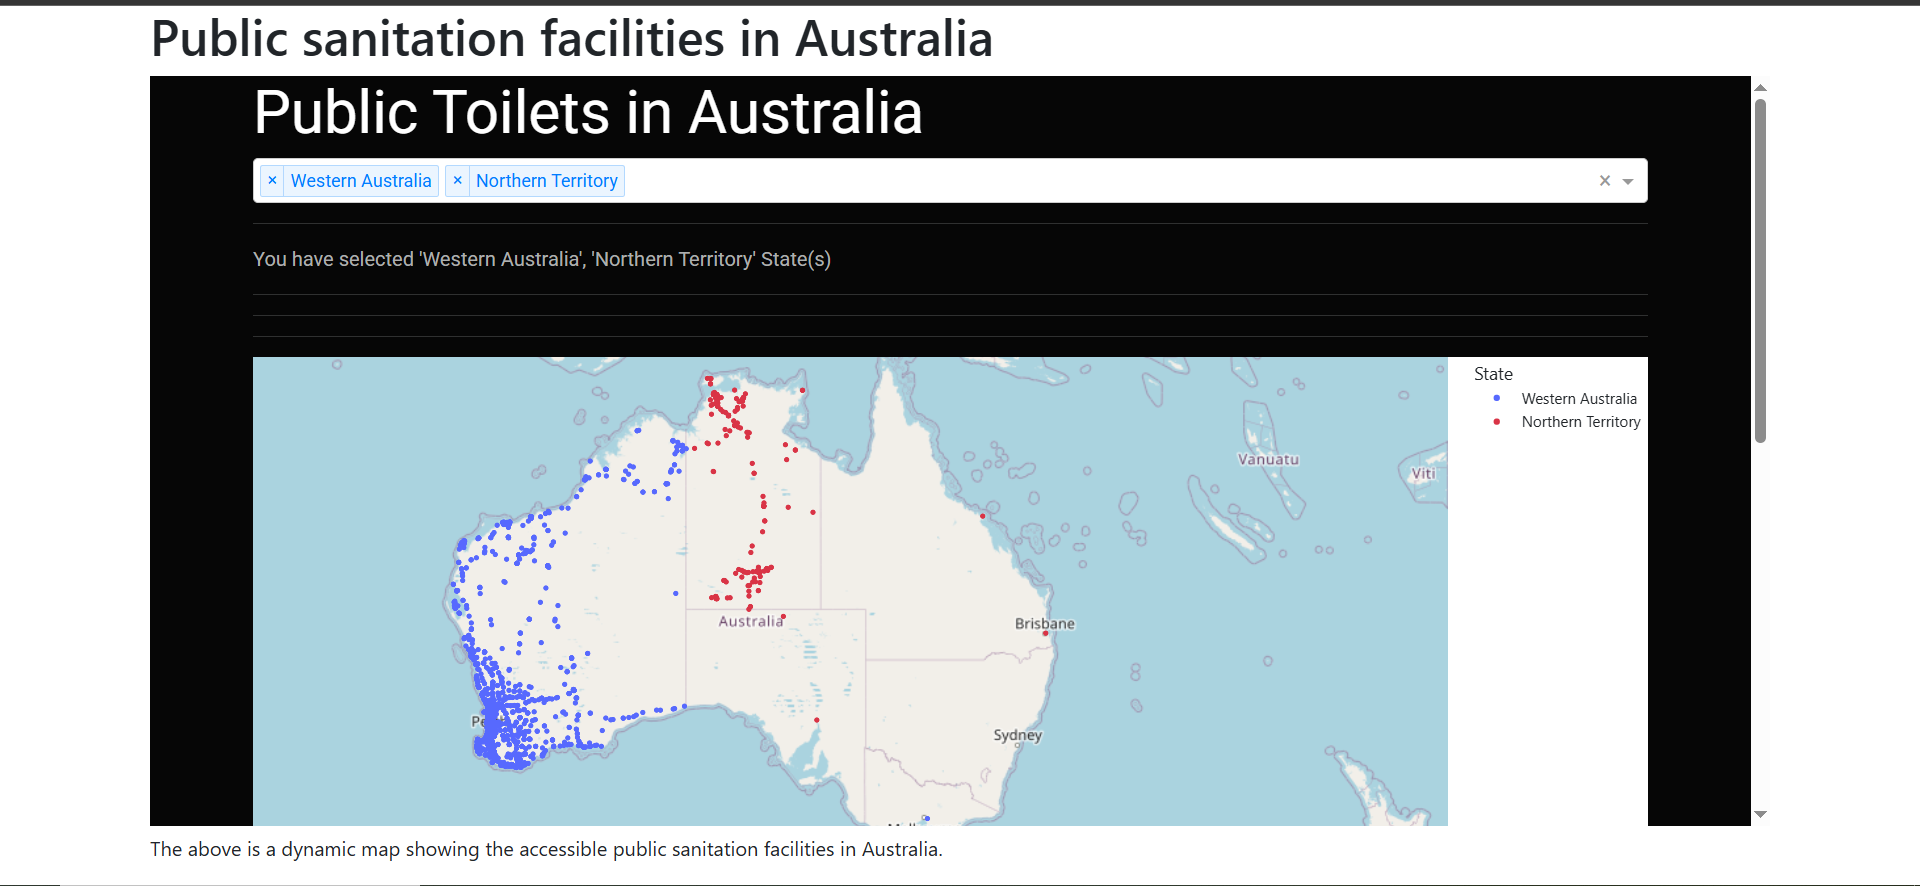 Public sanitation facilities in Australia
Public Toilets in Australia
× Western Australia × Northern Territory ×
You have selected 'Western Australia', 'Northern Territory' State(s)
State
Western Australia
Northern Territory
Vanuatu
Viti
Australia
Brisbane
Sydney
The above is a dynamic map showing the accessible public sanitation facilities in Australia.